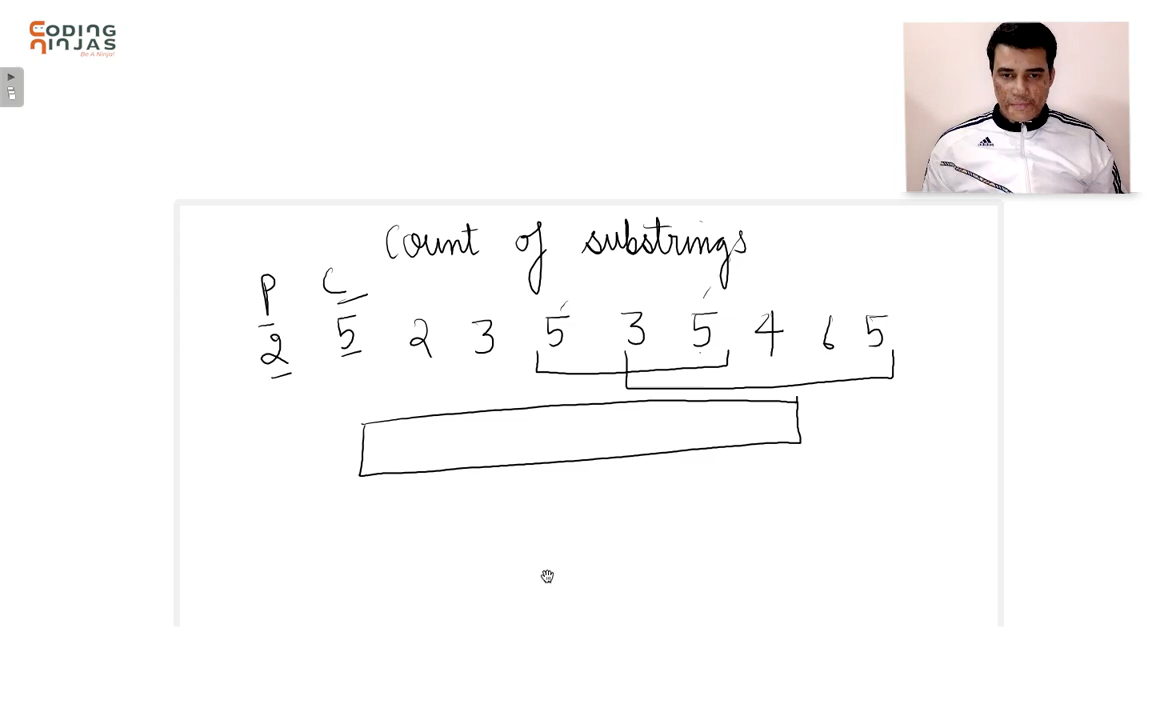 CODING
NINJAS
Be A Ninja!
Count of substrings
P C
2 5 2 3 5 3 5 4 6 5